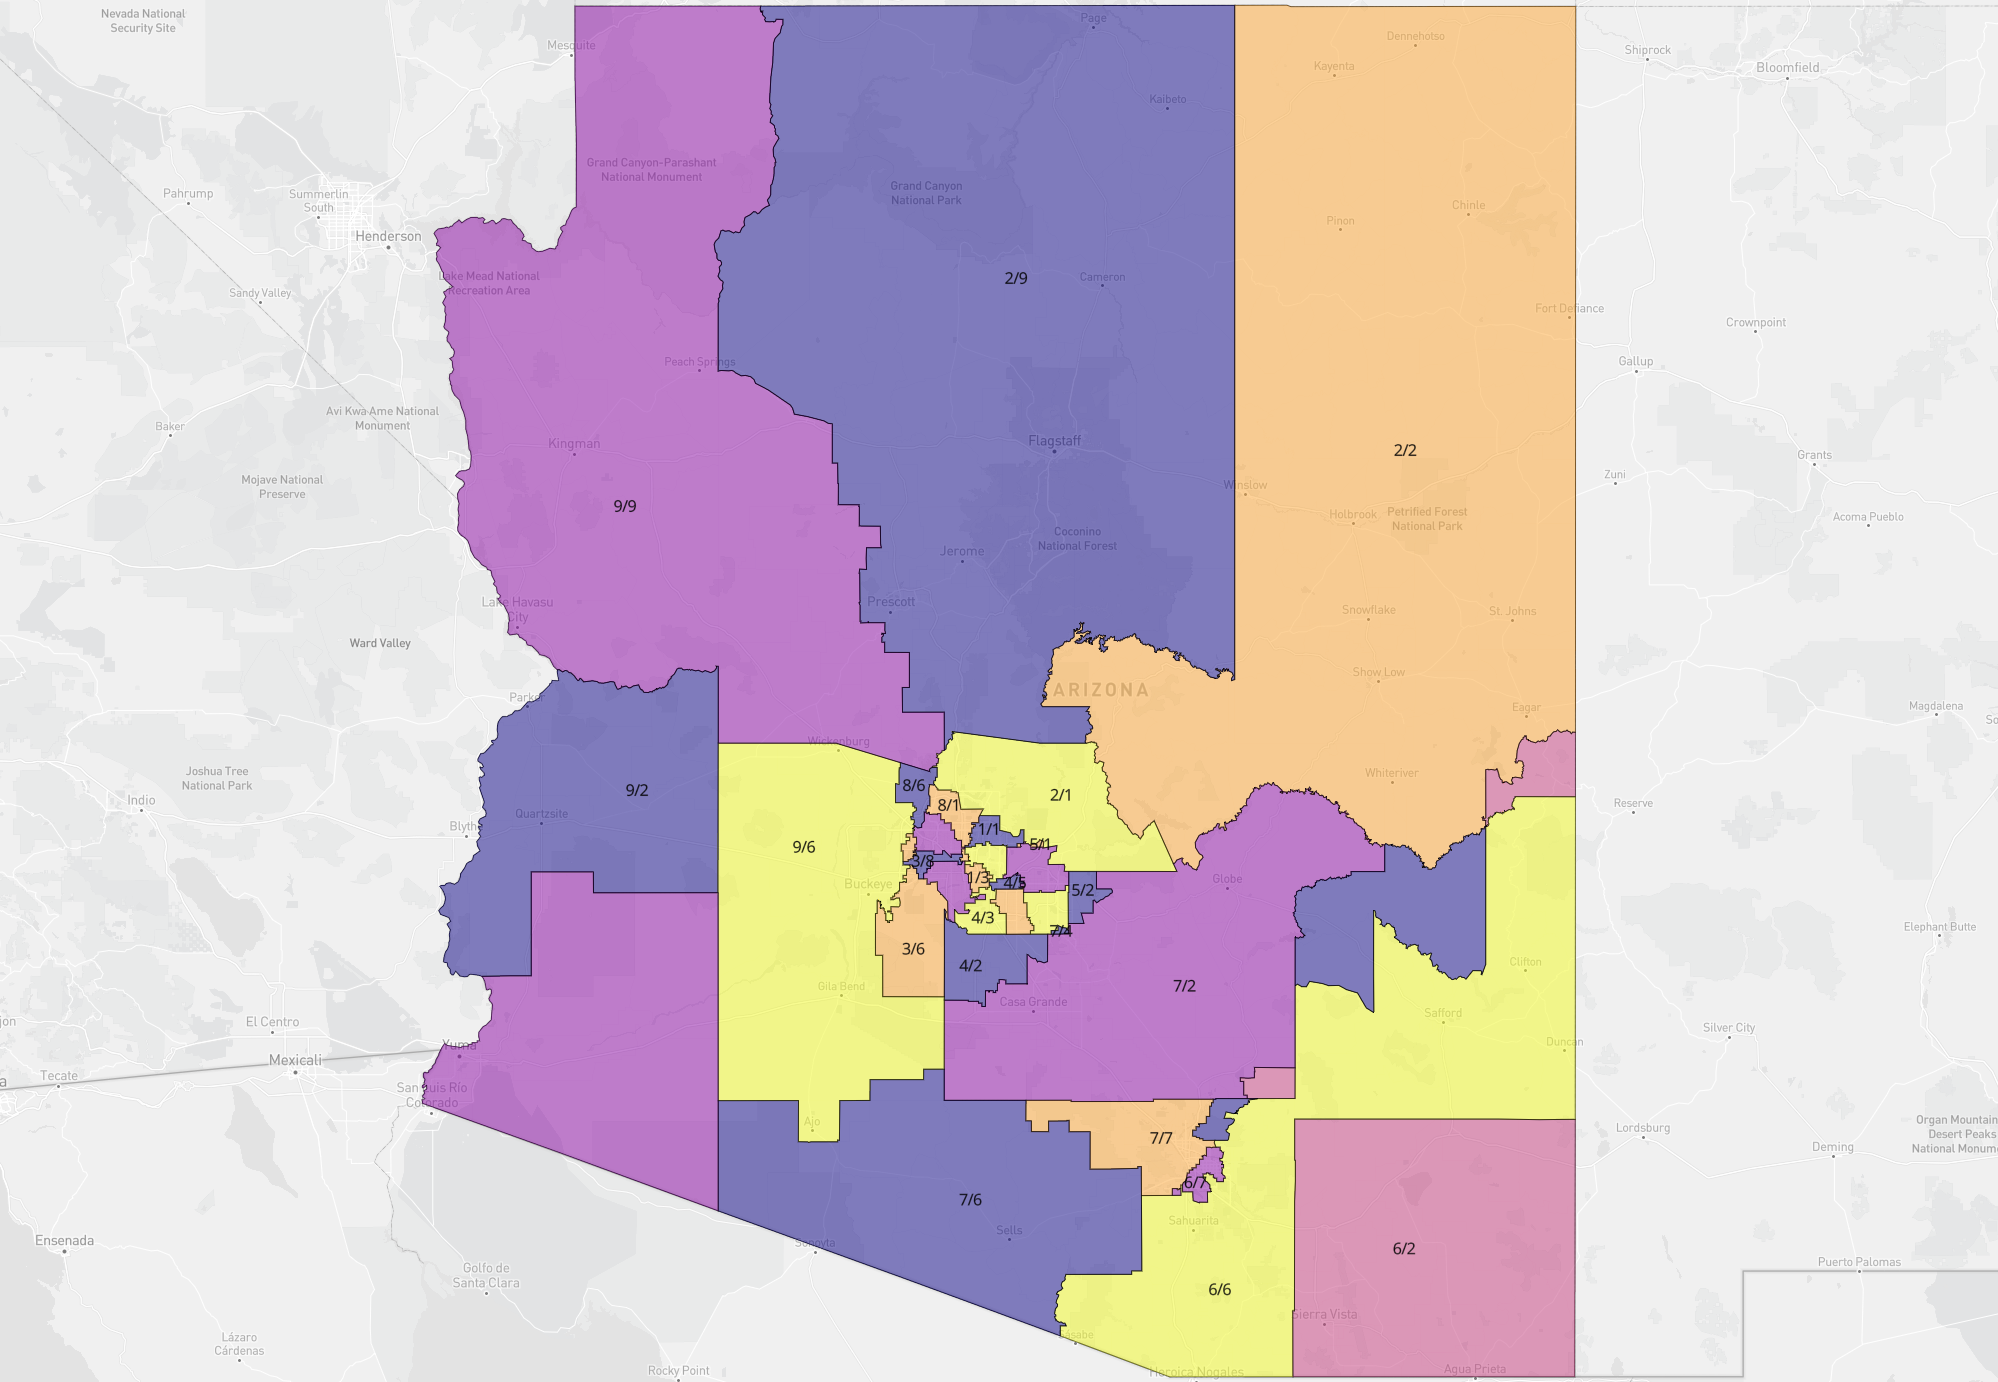 Nevada National
Security Site
Mesquite
Page
Dennehotso
Shiprock
Kayenta
Bloomfield
Kaibeto
Grand Canyon-Parashant
National Monument
Pahrump
Summerlin
South
Grand Canyon
National Park
Chinle
Pinon
Henderson
Lake Mead National
Recreation Area
2/9
Cameron
Sandy Valley
Fort Defiance
Crownpoint
Peach Springs
Gallup
Avi Kwa Ame National
Monument
Baker
Kingman
Flagstaff
2/2
Grants
Mojave National
Preserve
Winslow
Zuni
9/9
Holbrook
Petrified Forest
National Park
Acoma Pueblo
Coconino
National Forest
Jerome
Lake Havasu
City
Prescott
Snowflake
St. Johns
Ward Valley
Show Low
ARIZONA
Parker
Eagar
Magdalena
So
Wickenburg
Joshua Tree
National Park
Whiteriver
8/6
9/2
2/1
Indio
8/1
Reserve
Quartzsite
Blythe
1/1
9/6
5/1
3/8
1/3
4/5
Buckeye
Globe
5/2
4/3
7/4
Elephant Butte
3/6
4/2
Clifton
Gila Bend
7/2
Casa Grande
Safford
jon
El Centro
Silver City
Yuma
Duncan
Mexicali
Tecate
a
San Luis Río
Colorado
Ajo
Lordsburg
Organ Mountain
Desert Peaks
National Monume
7/7
Deming
6/7
7/6
Sahuarita
Sells
Ensenada
Sonoyta
6/2
Puerto Palomas
Golfo de
Santa Clara
6/6
Sierra Vista
Sásabe
Lázaro
Cárdenas
Rocky Point
Heroica Nogales
Agua Prieta